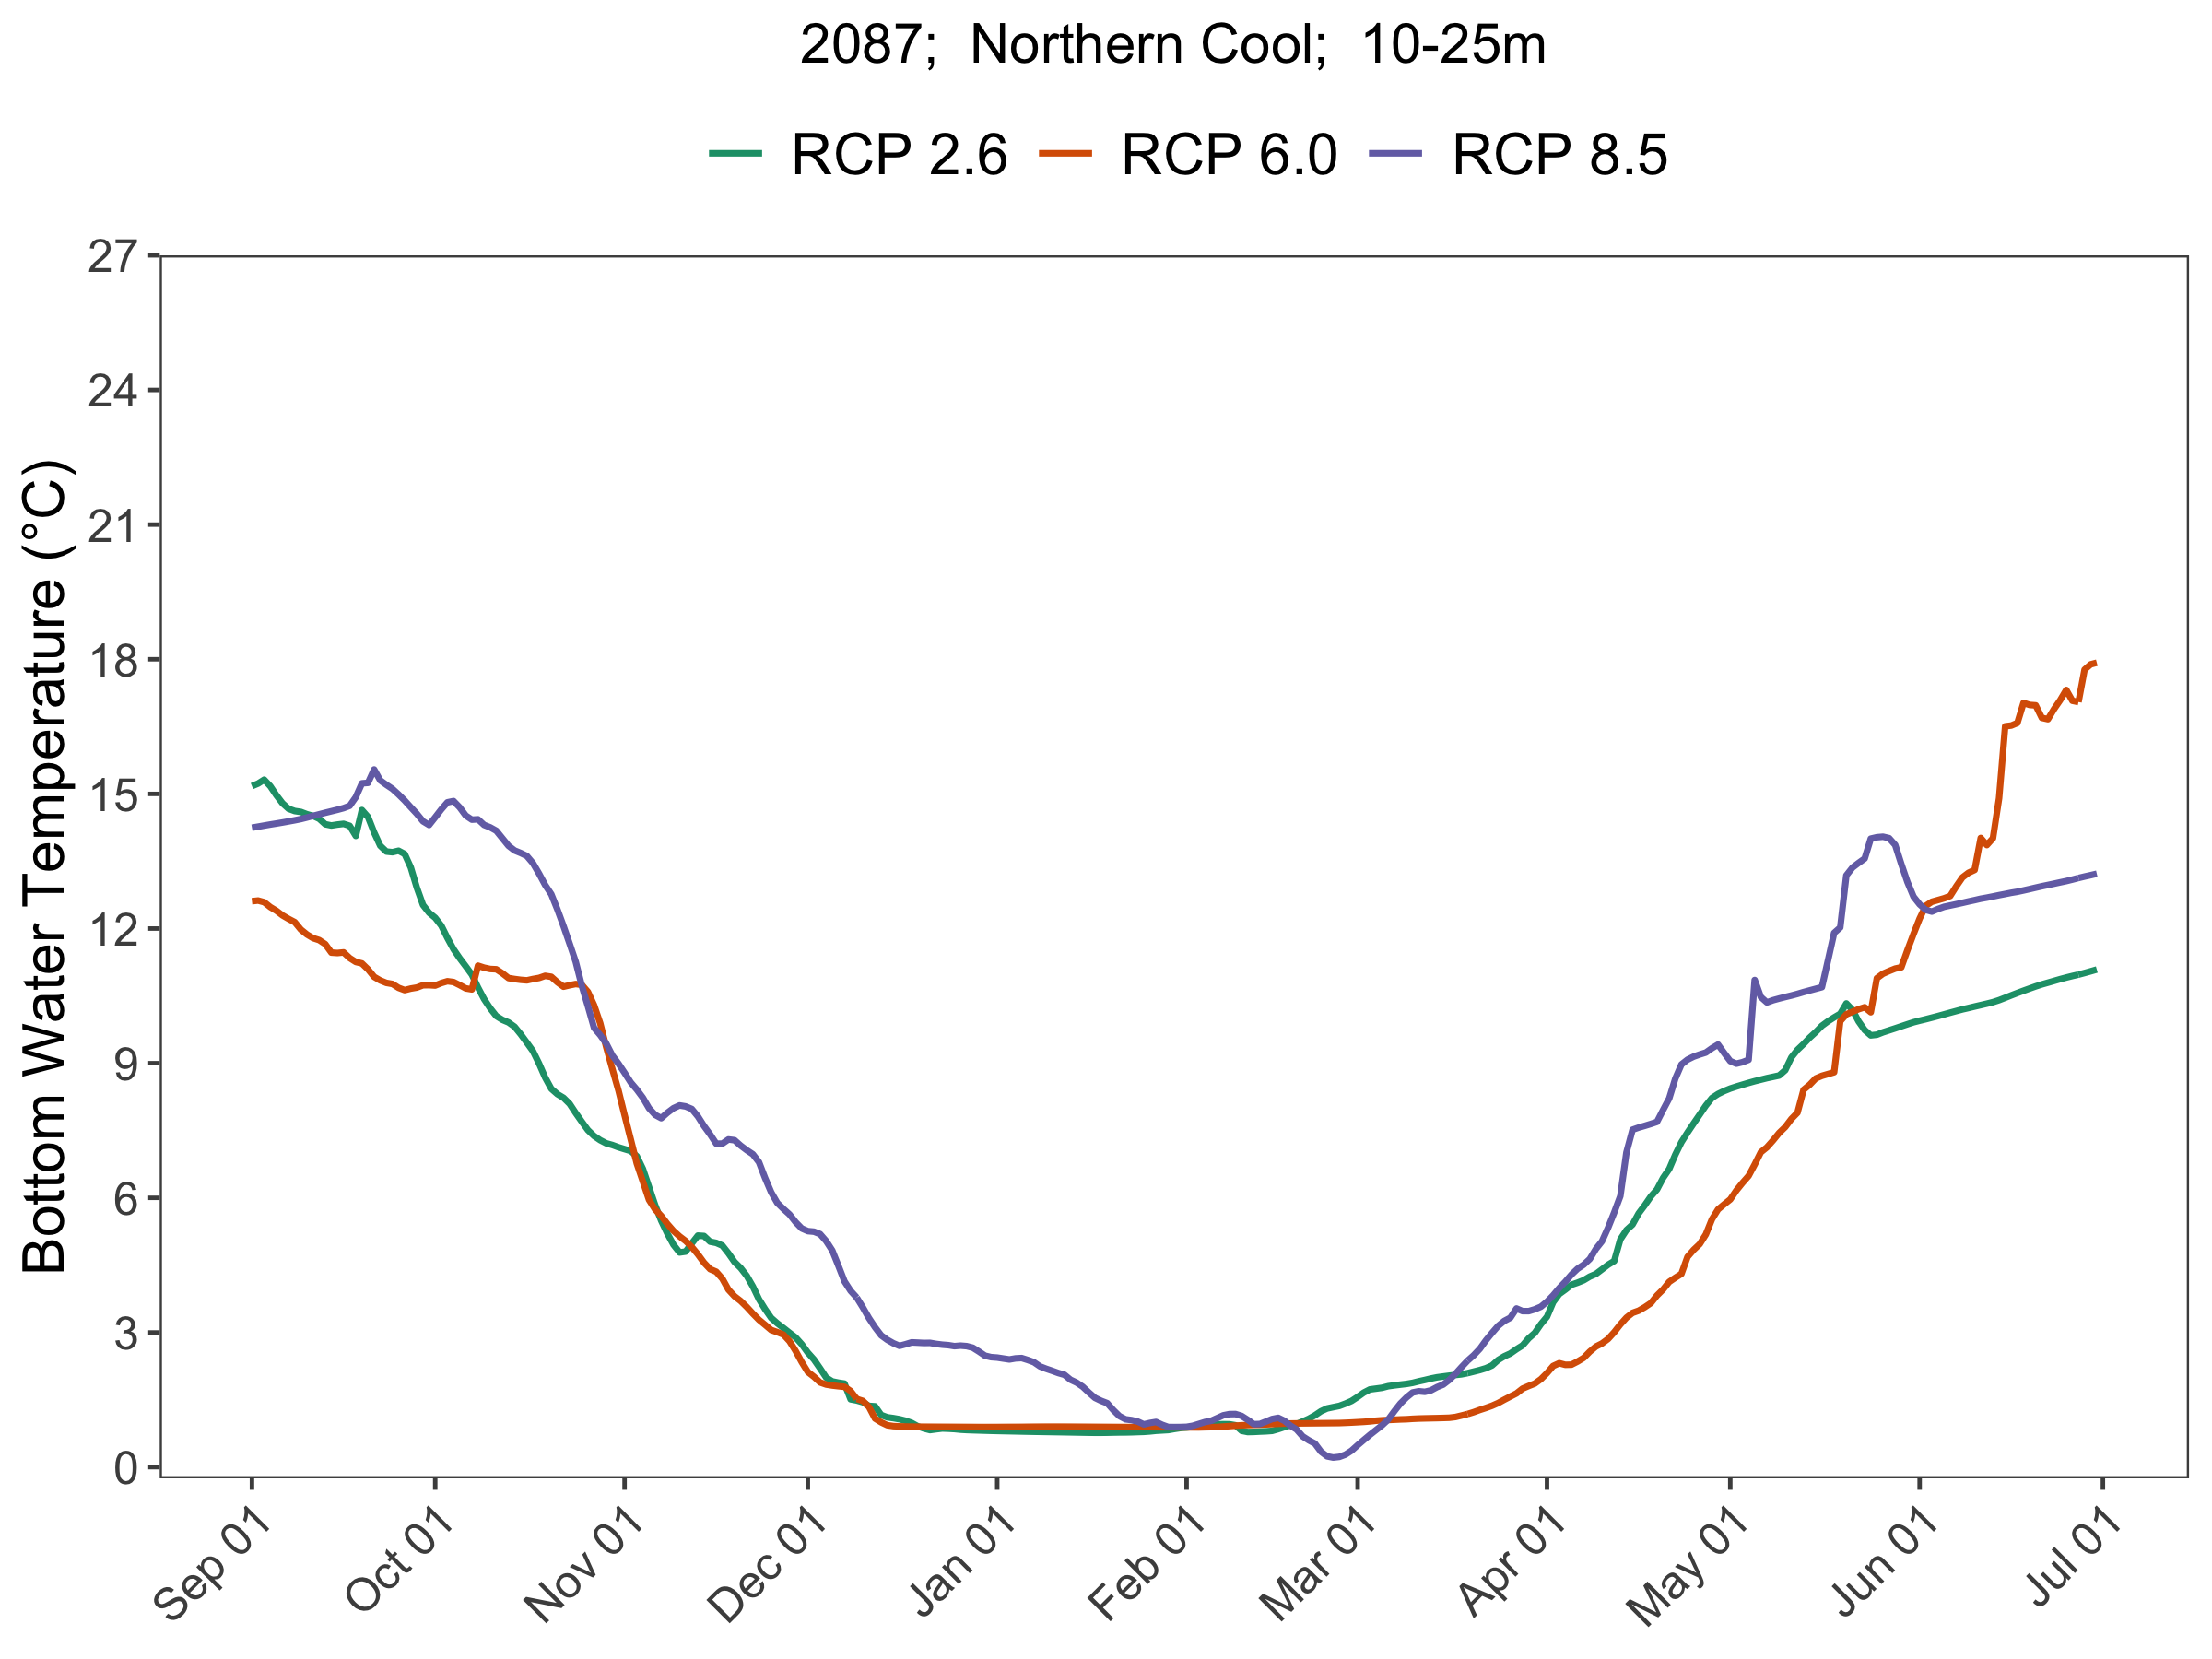 2087;  Northern Cool;  10-25m
RCP 2.6 RCP 6.0 RCP 8.5
Bottom Water Temperature (°C)
27
24
21
18
15
12
9
6
3
0
Sep 01 Oct 01 Nov 01 Dec 01 Jan 01 Feb 01 Mar 01 Apr 01 May 01 Jun 01 Jul 01